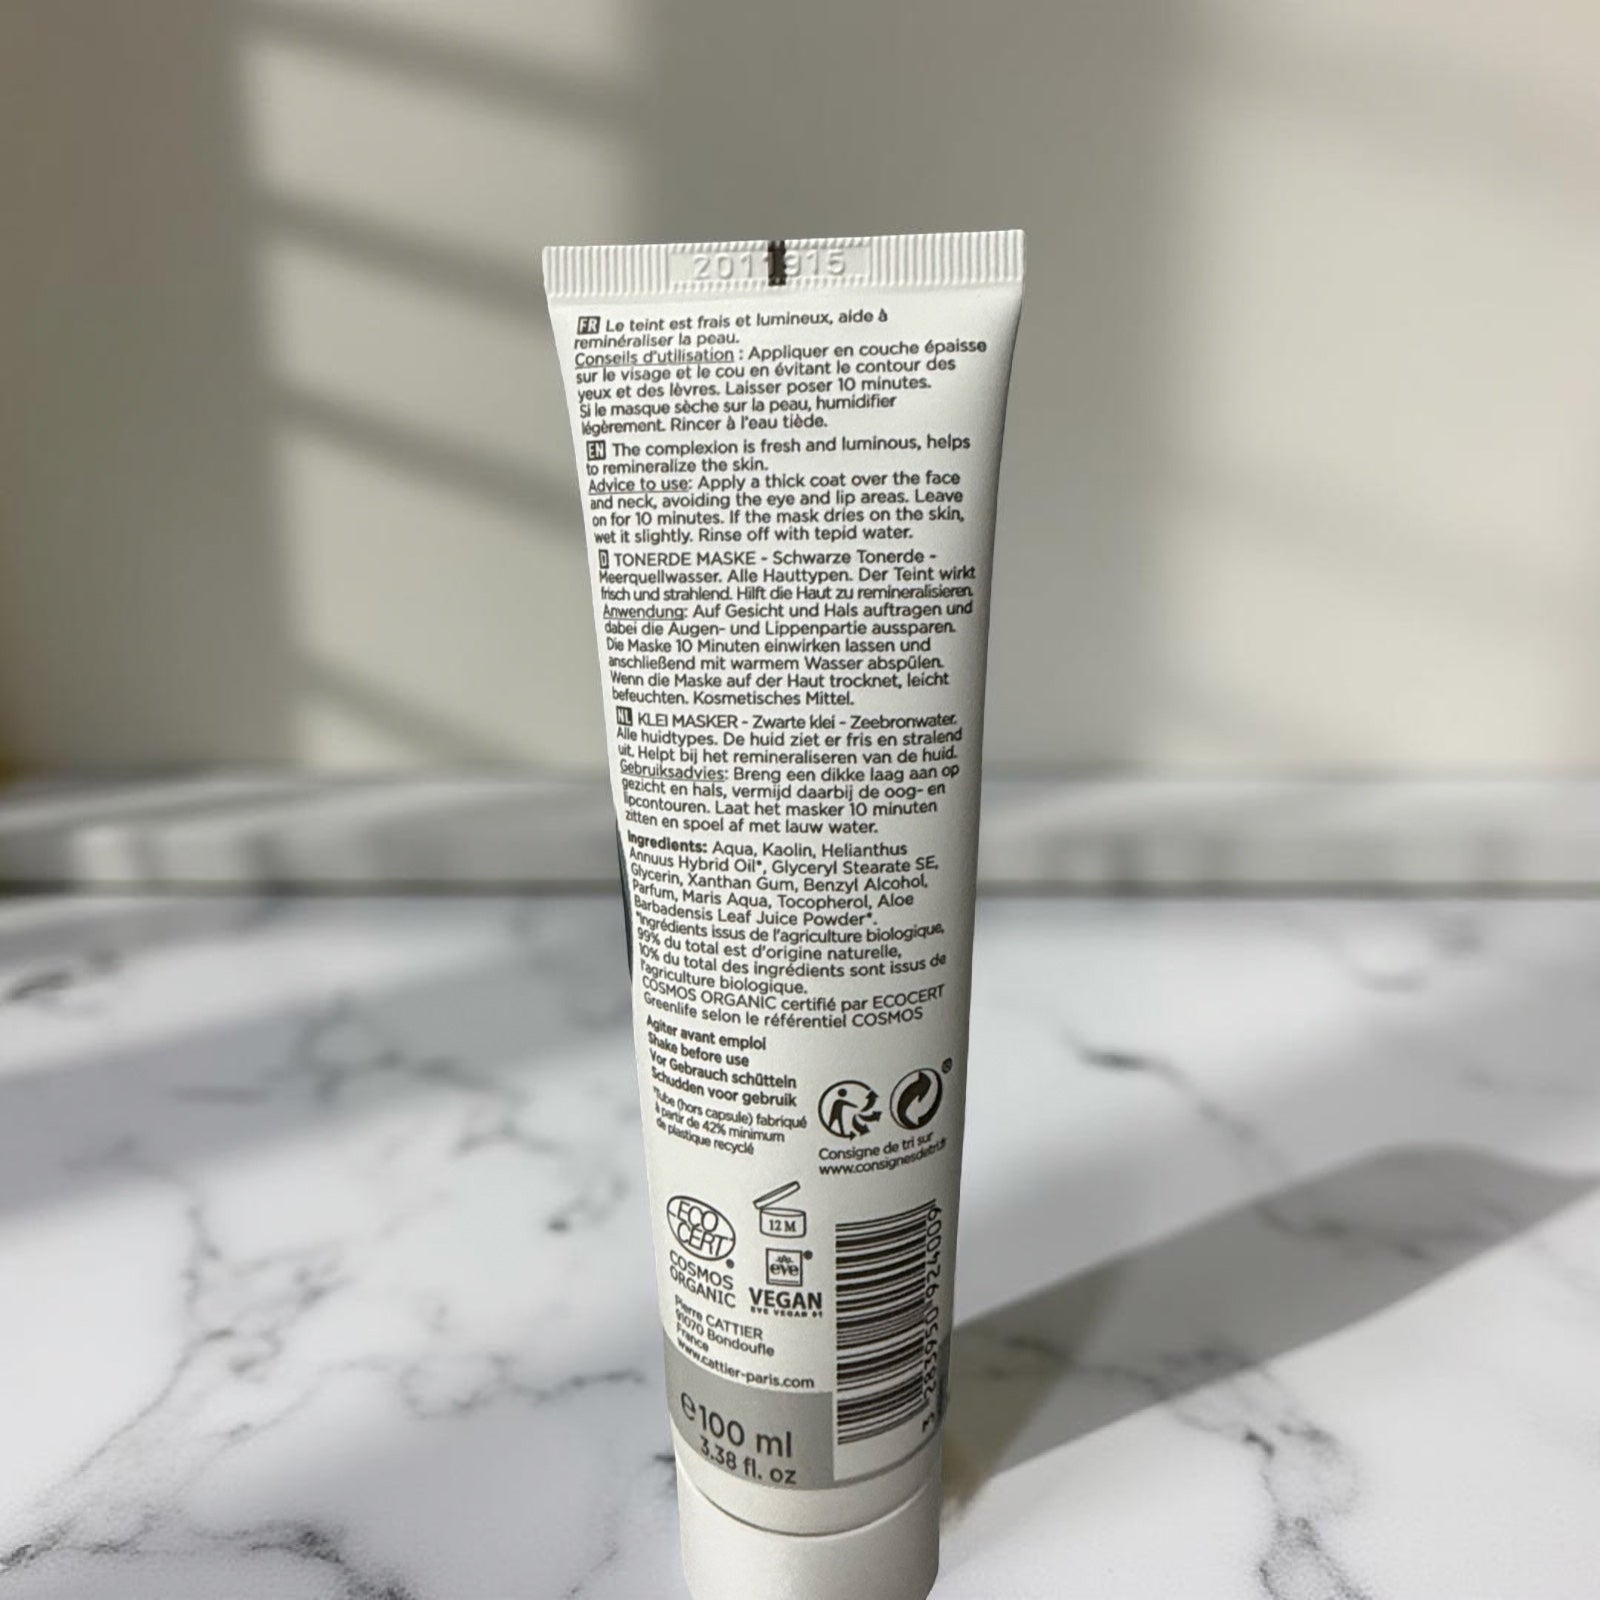 2011915
FR Le teint est frais et lumineux, aide à
reminéraliser la peau.
Conseils d'utilisation : Appliquer en couche épaisse
sur le visage et le cou en évitant le contour des
yeux et des lèvres. Laisser poser 10 minutes.
Si le masque sèche sur la peau, humidifier
légèrement. Rincer à l'eau tiède.
EN The complexion is fresh and luminous, helps
to remineralize the skin.
Advice to use: Apply a thick coat over the face
and neck, avoiding the eye and lip areas. Leave
on for 10 minutes. If the mask dries on the skin,
wet it slightly. Rinse off with tepid water.
D TONERDE MASKE - Schwarze Tonerde -
Meerquellwasser. Alle Hauttypen. Der Teint wirkt
frisch und strahlend. Hilft die Haut zu remineralisieren.
Anwendung: Auf Gesicht und Hals auftragen und
dabei die Augen- und Lippenpartie aussparen.
Die Maske 10 Minuten einwirken lassen und
anschließend mit warmem Wasser abspülen.
Wenn die Maske auf der Haut trocknet, leicht
befeuchten. Kosmetisches Mittel.
NL KLEI MASKER - Zwarte klei - Zeebronwater.
Alle huidtypes. De huid ziet er fris en stralend
uit. Helpt bij het remineraliseren van de huid.
Gebruiksadvies: Breng een dikke laag aan op
gezicht en hals, vermijd daarbij de oog- en
lipcontouren. Laat het masker 10 minuten
zitten en spoel af met lauw water.
Ingredients: Aqua, Kaolin, Helianthus
Annuus Hybrid Oil*, Glyceryl Stearate SE,
Glycerin, Xanthan Gum, Benzyl Alcohol,
Parfum, Maris Aqua, Tocopherol, Aloe
Barbadensis Leaf Juice Powder*.
*Ingrédients issus de l'agriculture biologique,
99% du total est d'origine naturelle,
10% du total des ingrédients sont issus de
l'agriculture biologique.
COSMOS ORGANIC certifié par ECOCERT
Greenlife selon le référentiel COSMOS
Agiter avant emploi
Shake before use
Vor Gebrauch schütteln
Schudden voor gebruik
*Tube (hors capsule) fabriqué
à partir de 42% minimum
de plastique recyclé
Consigne de tri sur
www.consignesdetri.fr
ECO
CERT
COSMOS
ORGANIC
12 M
eve
VEGAN
EVE VEGAN
Pierre CATTIER
91070 Bondoufle
France
www.cattier-paris.com
3 283950 924009
e 100 ml
3.38 fl. oz